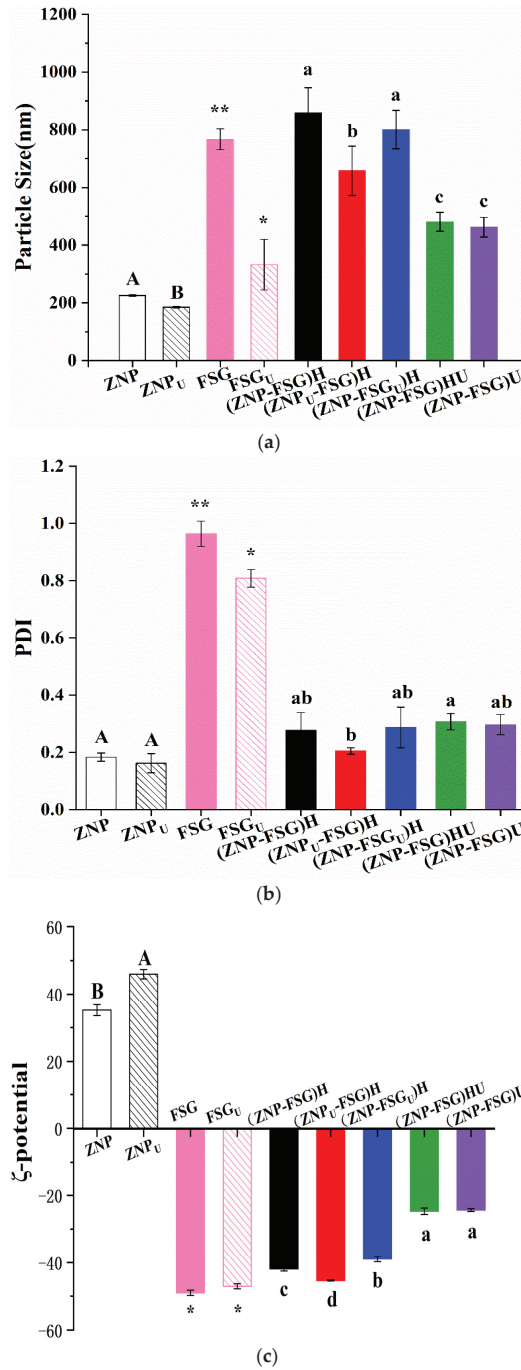 1200
a
a
1000
**
b
800
Particle Size(nm)
c
c
600
*
400
A
B
200
0
ZNP
ZNPU
FSG
FSGU
(ZNP-FSG)H
(ZNPU-FSG)H
(ZNP-FSGU)H
(ZNP-FSG)HU
(ZNP-FSG)U
(a)
1.2
**
1.0
*
0.8
PDI
0.6
ab
ab
a
ab
0.4
b
A
A
0.2
0.0
ZNP
ZNPU
FSG
FSGU
(ZNP-FSG)H
(ZNPU-FSG)H
(ZNP-FSGU)H
(ZNP-FSG)HU
(ZNP-FSG)U
(b)
60
A
B
40
20
ζ-potential
FSG
FSGU
(ZNP-FSG)H
(ZNPU-FSG)H
(ZNP-FSGU)H
(ZNP-FSG)HU
(ZNP-FSG)U
0
ZNP
ZNPU
−20
a
a
−40
b
c
d
*
*
−60
(c)